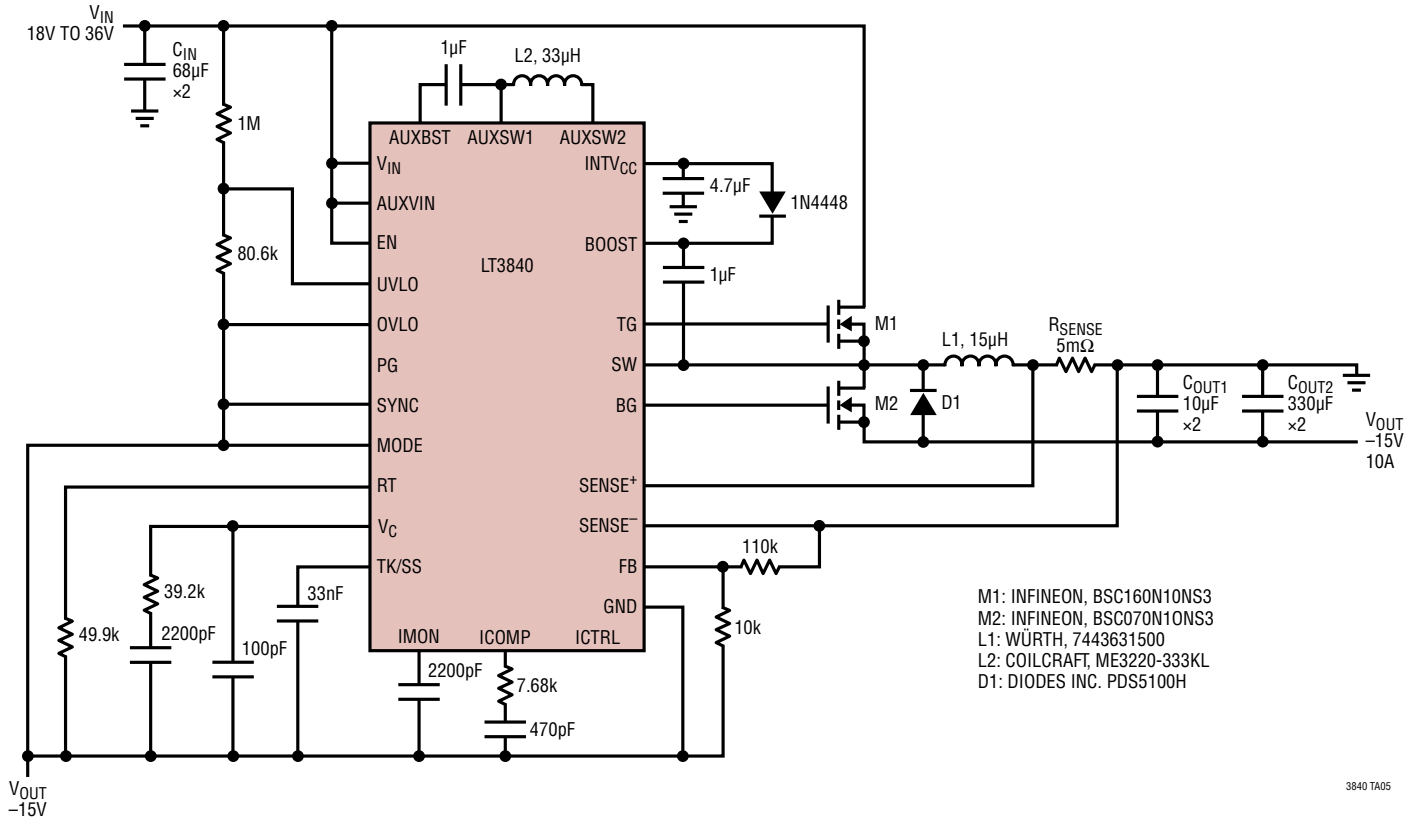 VIN
18V TO 36V
CIN
68µF
×2
1M
80.6k
1µF
L2, 33µH
AUXBST
AUXSW1
AUXSW2
VIN
AUXVIN
EN
UVLO
OVLO
PG
SYNC
MODE
RT
VC
TK/SS
LT3840
INTVCC
BOOST
TG
SW
BG
SENSE+
SENSE–
FB
GND
IMON
ICOMP
ICTRL
4.7µF
1N4448
1µF
M1
M2
D1
L1, 15µH
RSENSE
5mΩ
COUT1
10µF
×2
COUT2
330µF
×2
VOUT
–15V
10A
110k
10k
39.2k
2200pF
49.9k
100pF
33nF
2200pF
7.68k
470pF
VOUT
–15V
M1: INFINEON, BSC160N10NS3
M2: INFINEON, BSC070N1ONS3
L1: WÜRTH, 7443631500
L2: COILCRAFT, ME3220-333KL
D1: DIODES INC. PDS5100H
3840 TA05